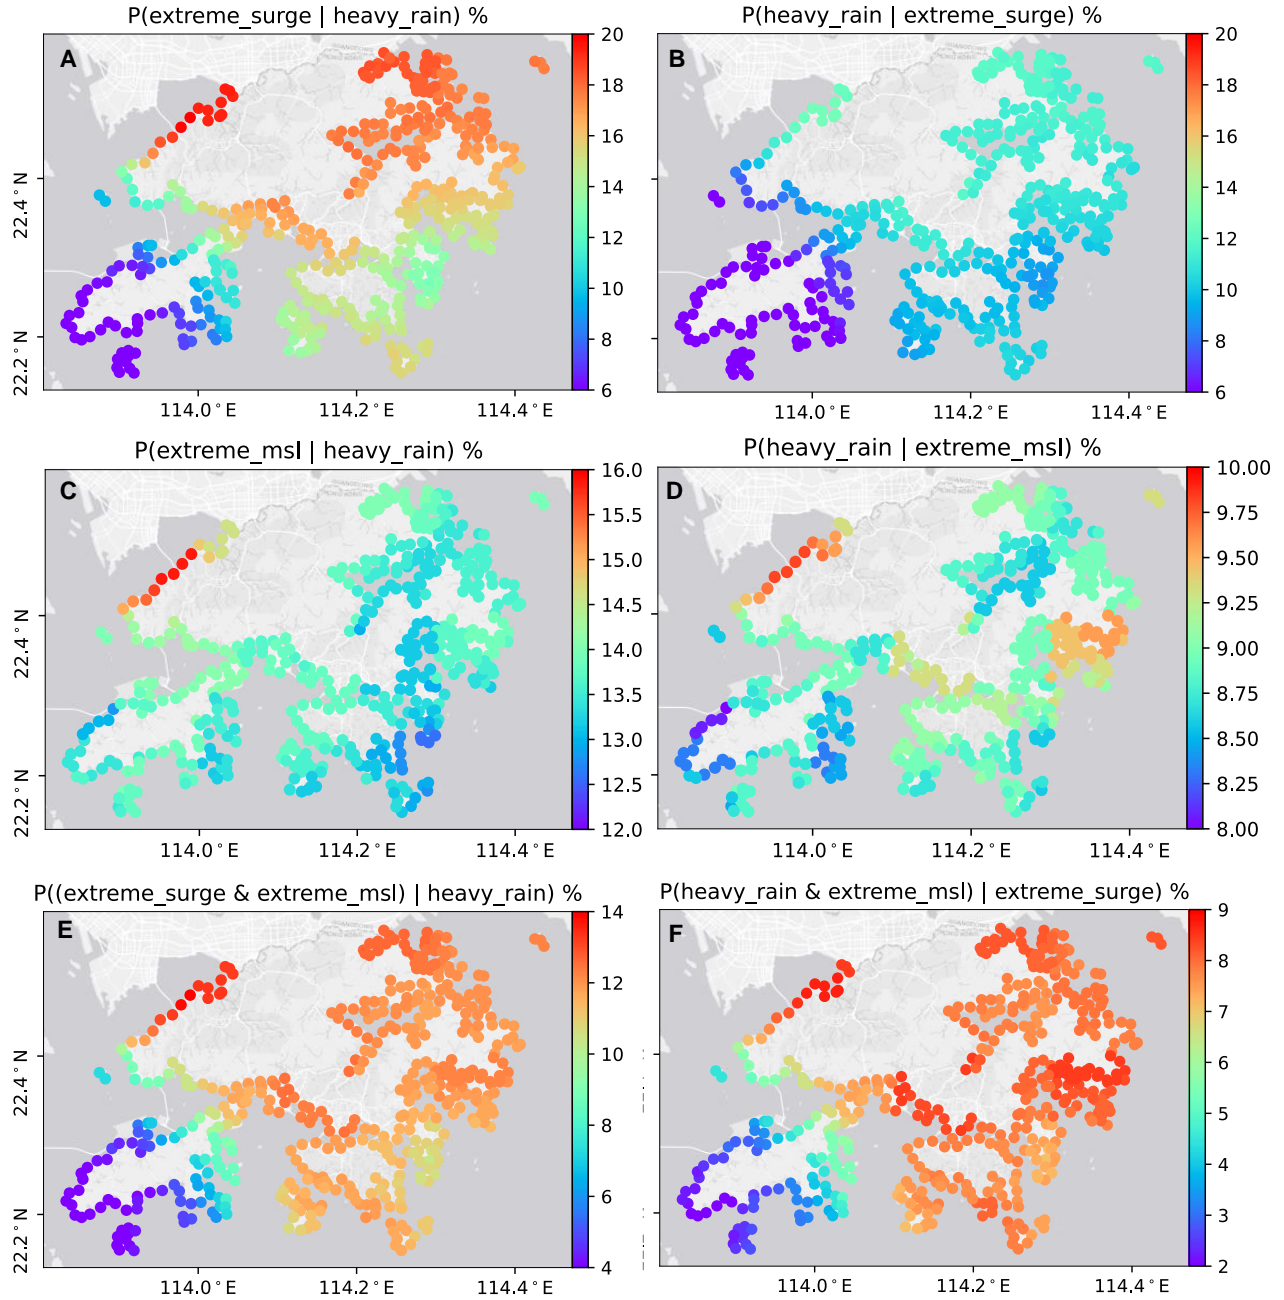 P(extreme_surge | heavy_rain) %
A
20
18
16
14
12
10
8
6
22.4°N
22.2°N
114.0°E
114.2°E
114.4°E
P(heavy_rain | extreme_surge) %
B
20
18
16
14
12
10
8
6
114.0°E
114.2°E
114.4°E
P(extreme_msl | heavy_rain) %
C
16.0
15.5
15.0
14.5
14.0
13.5
13.0
12.5
12.0
22.4°N
22.2°N
114.0°E
114.2°E
114.4°E
P(heavy_rain | extreme_msl) %
D
10.00
9.75
9.50
9.25
9.00
8.75
8.50
8.25
8.00
114.0°E
114.2°E
114.4°E
P((extreme_surge & extreme_msl) | heavy_rain) %
E
14
12
10
8
6
4
22.4°N
22.2°N
114.0°E
114.2°E
114.4°E
P(heavy_rain & extreme_msl) | extreme_surge) %
F
9
8
7
6
5
4
3
2
114.0°E
114.2°E
114.4°E